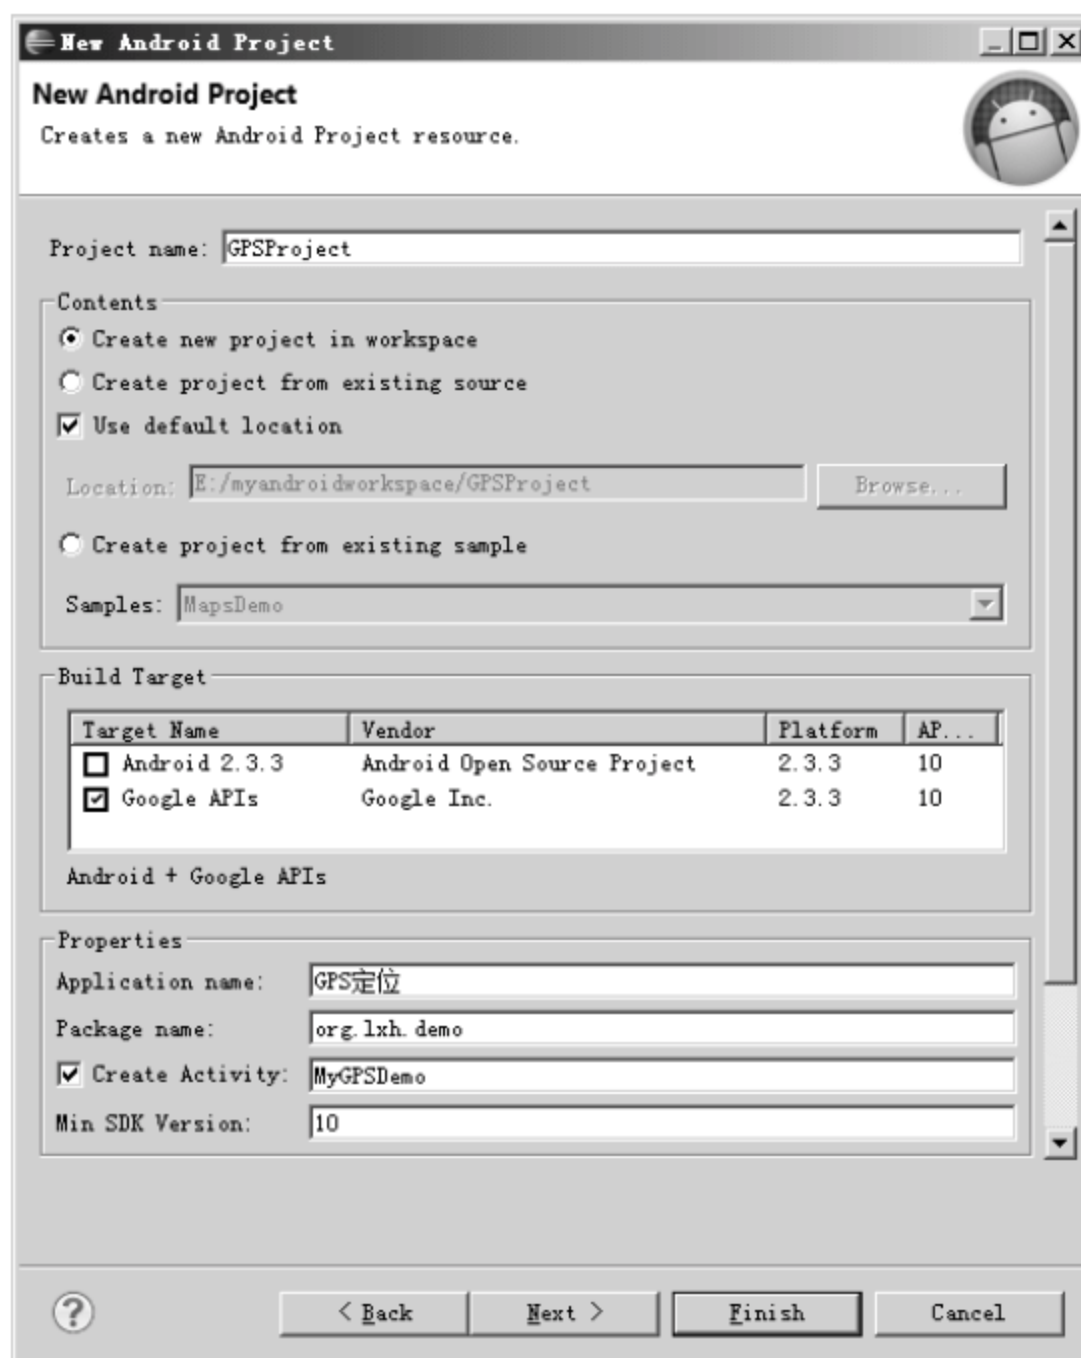 New Android Project
New Android Project
Creates a new Android Project resource.
Project name: GPSProject
Contents
Create new project in workspace
Create project from existing source
Use default location
Location: E:/myandroidworkspace/GPSProject Browse...
Create project from existing sample
Samples: MapsDemo
Build Target
Target Name Vendor Platform AP...
Android 2.3.3 Android Open Source Project 2.3.3 10
Google APIs Google Inc. 2.3.3 10
Android + Google APIs
Properties
Application name: GPS定位
Package name: org.lxh.demo
Create Activity: MyGPSDemo
Min SDK Version: 10
? < Back Next > Finish Cancel